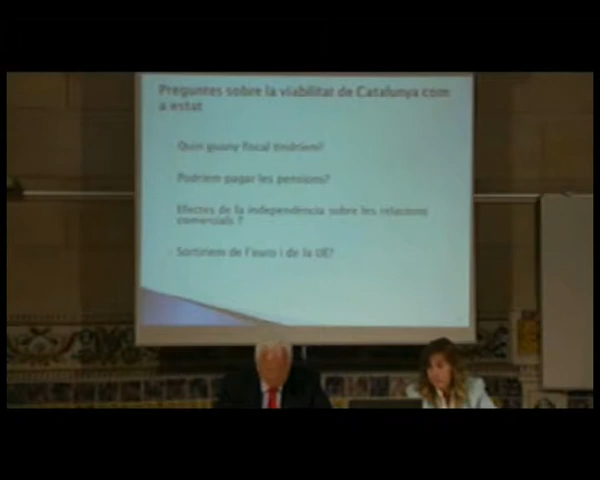 Preguntes sobre la viabilitat de Catalunya com
a estat
Quin guany fiscal tindríem?
Podríem pagar les pensions?
Efectes de la independència sobre les relacions
comercials ?
Sortiríem de l'euro i de la UE?